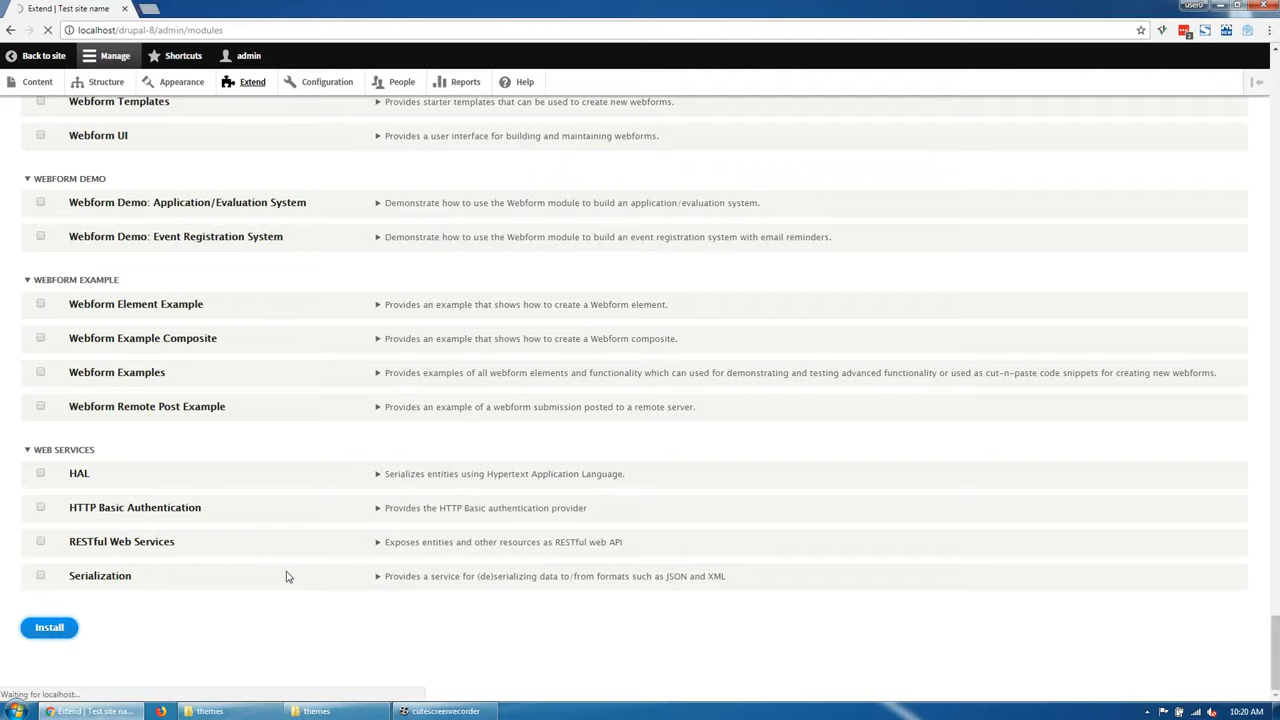 Extend | Test site name
user0
localhost/drupal-8/admin/modules
Back to site Manage Shortcuts admin
Content Structure Appearance Extend Configuration People Reports Help
Webform Templates Provides starter templates that can be used to create new webforms.
Webform UI Provides a user interface for building and maintaining webforms.
WEBFORM DEMO
Webform Demo: Application/Evaluation System Demonstrate how to use the Webform module to build an application/evaluation system.
Webform Demo: Event Registration System Demonstrate how to use the Webform module to build an event registration system with email reminders.
WEBFORM EXAMPLE
Webform Element Example Provides an example that shows how to create a Webform element.
Webform Example Composite Provides an example that shows how to create a Webform composite.
Webform Examples Provides examples of all webform elements and functionality which can used for demonstrating and testing advanced functionality or used as cut-n-paste code snippets for creating new webforms.
Webform Remote Post Example Provides an example of a webform submission posted to a remote server.
WEB SERVICES
HAL Serializes entities using Hypertext Application Language.
HTTP Basic Authentication Provides the HTTP Basic authentication provider
RESTful Web Services Exposes entities and other resources as RESTful web API
Serialization Provides a service for (de)serializing data to/from formats such as JSON and XML
Install
Waiting for localhost...
Extend | Test site na... themes themes cutescreenrecorder 10:20 AM